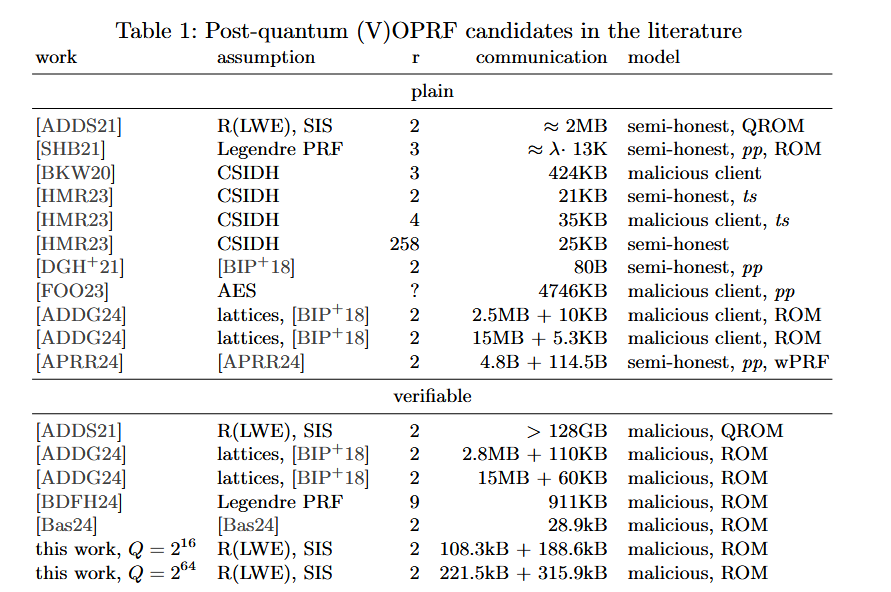 Table 1: Post-quantum (V)OPRF candidates in the literature
work assumption r communication model
plain
[ADDS21] R(LWE), SIS 2 ≈ 2MB semi-honest, QROM
[SHB21] Legendre PRF 3 ≈ λ· 13K semi-honest, pp, ROM
[BKW20] CSIDH 3 424KB malicious client
[HMR23] CSIDH 2 21KB semi-honest, ts
[HMR23] CSIDH 4 35KB malicious client, ts
[HMR23] CSIDH 258 25KB semi-honest
[DGH+21] [BIP+18] 2 80B semi-honest, pp
[FOO23] AES ? 4746KB malicious client, pp
[ADDG24] lattices, [BIP+18] 2 2.5MB + 10KB malicious client, ROM
[ADDG24] lattices, [BIP+18] 2 15MB + 5.3KB malicious client, ROM
[APRR24] [APRR24] 2 4.8B + 114.5B semi-honest, pp, wPRF
verifiable
[ADDS21] R(LWE), SIS 2 > 128GB malicious, QROM
[ADDG24] lattices, [BIP+18] 2 2.8MB + 110KB malicious, ROM
[ADDG24] lattices, [BIP+18] 2 15MB + 60KB malicious, ROM
[BDFH24] Legendre PRF 9 911KB malicious, ROM
[Bas24] [Bas24] 2 28.9kB malicious, ROM
this work, Q = 2^16 R(LWE), SIS 2 108.3kB + 188.6kB malicious, ROM
this work, Q = 2^64 R(LWE), SIS 2 221.5kB + 315.9kB malicious, ROM